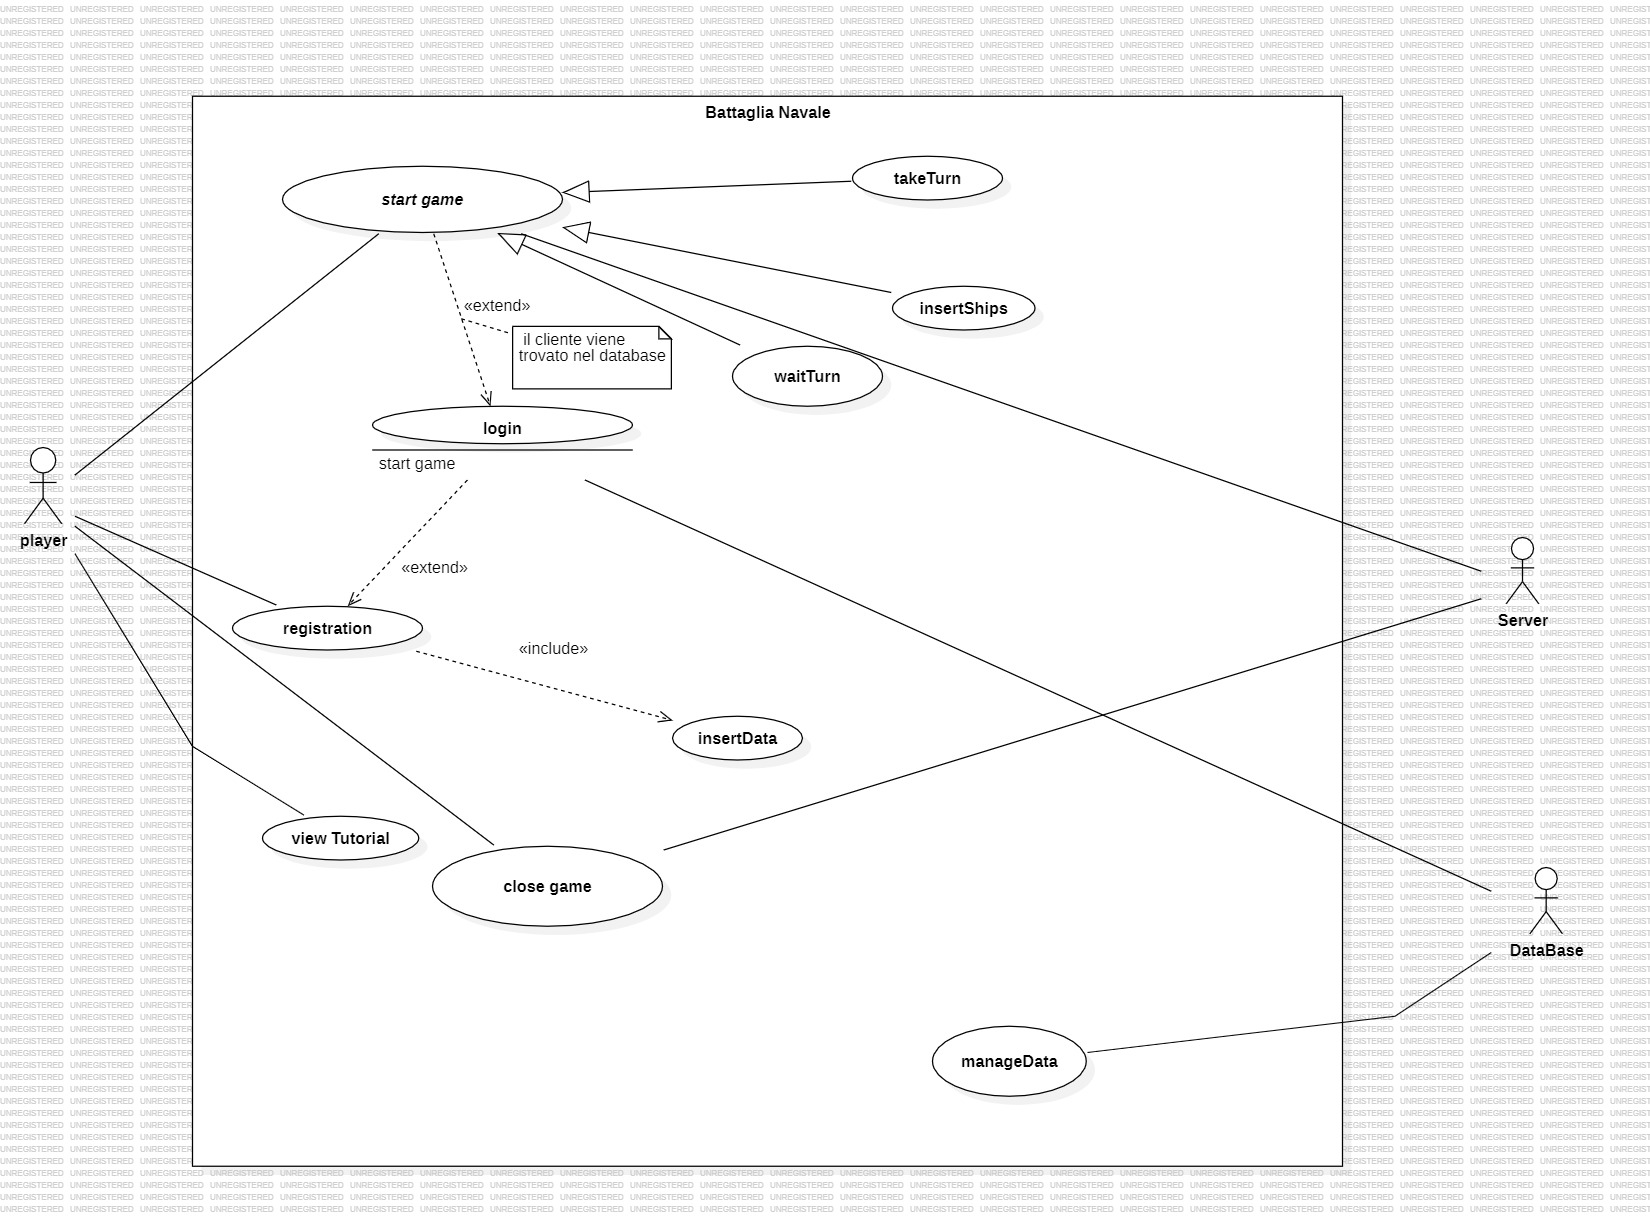 Battaglia Navale
start game
takeTurn
«extend»
insertShips
il cliente viene
trovato nel database
waitTurn
login
start game
player
«extend»
Server
registration
«include»
insertData
view Tutorial
close game
DataBase
manageData
UNREGISTERED